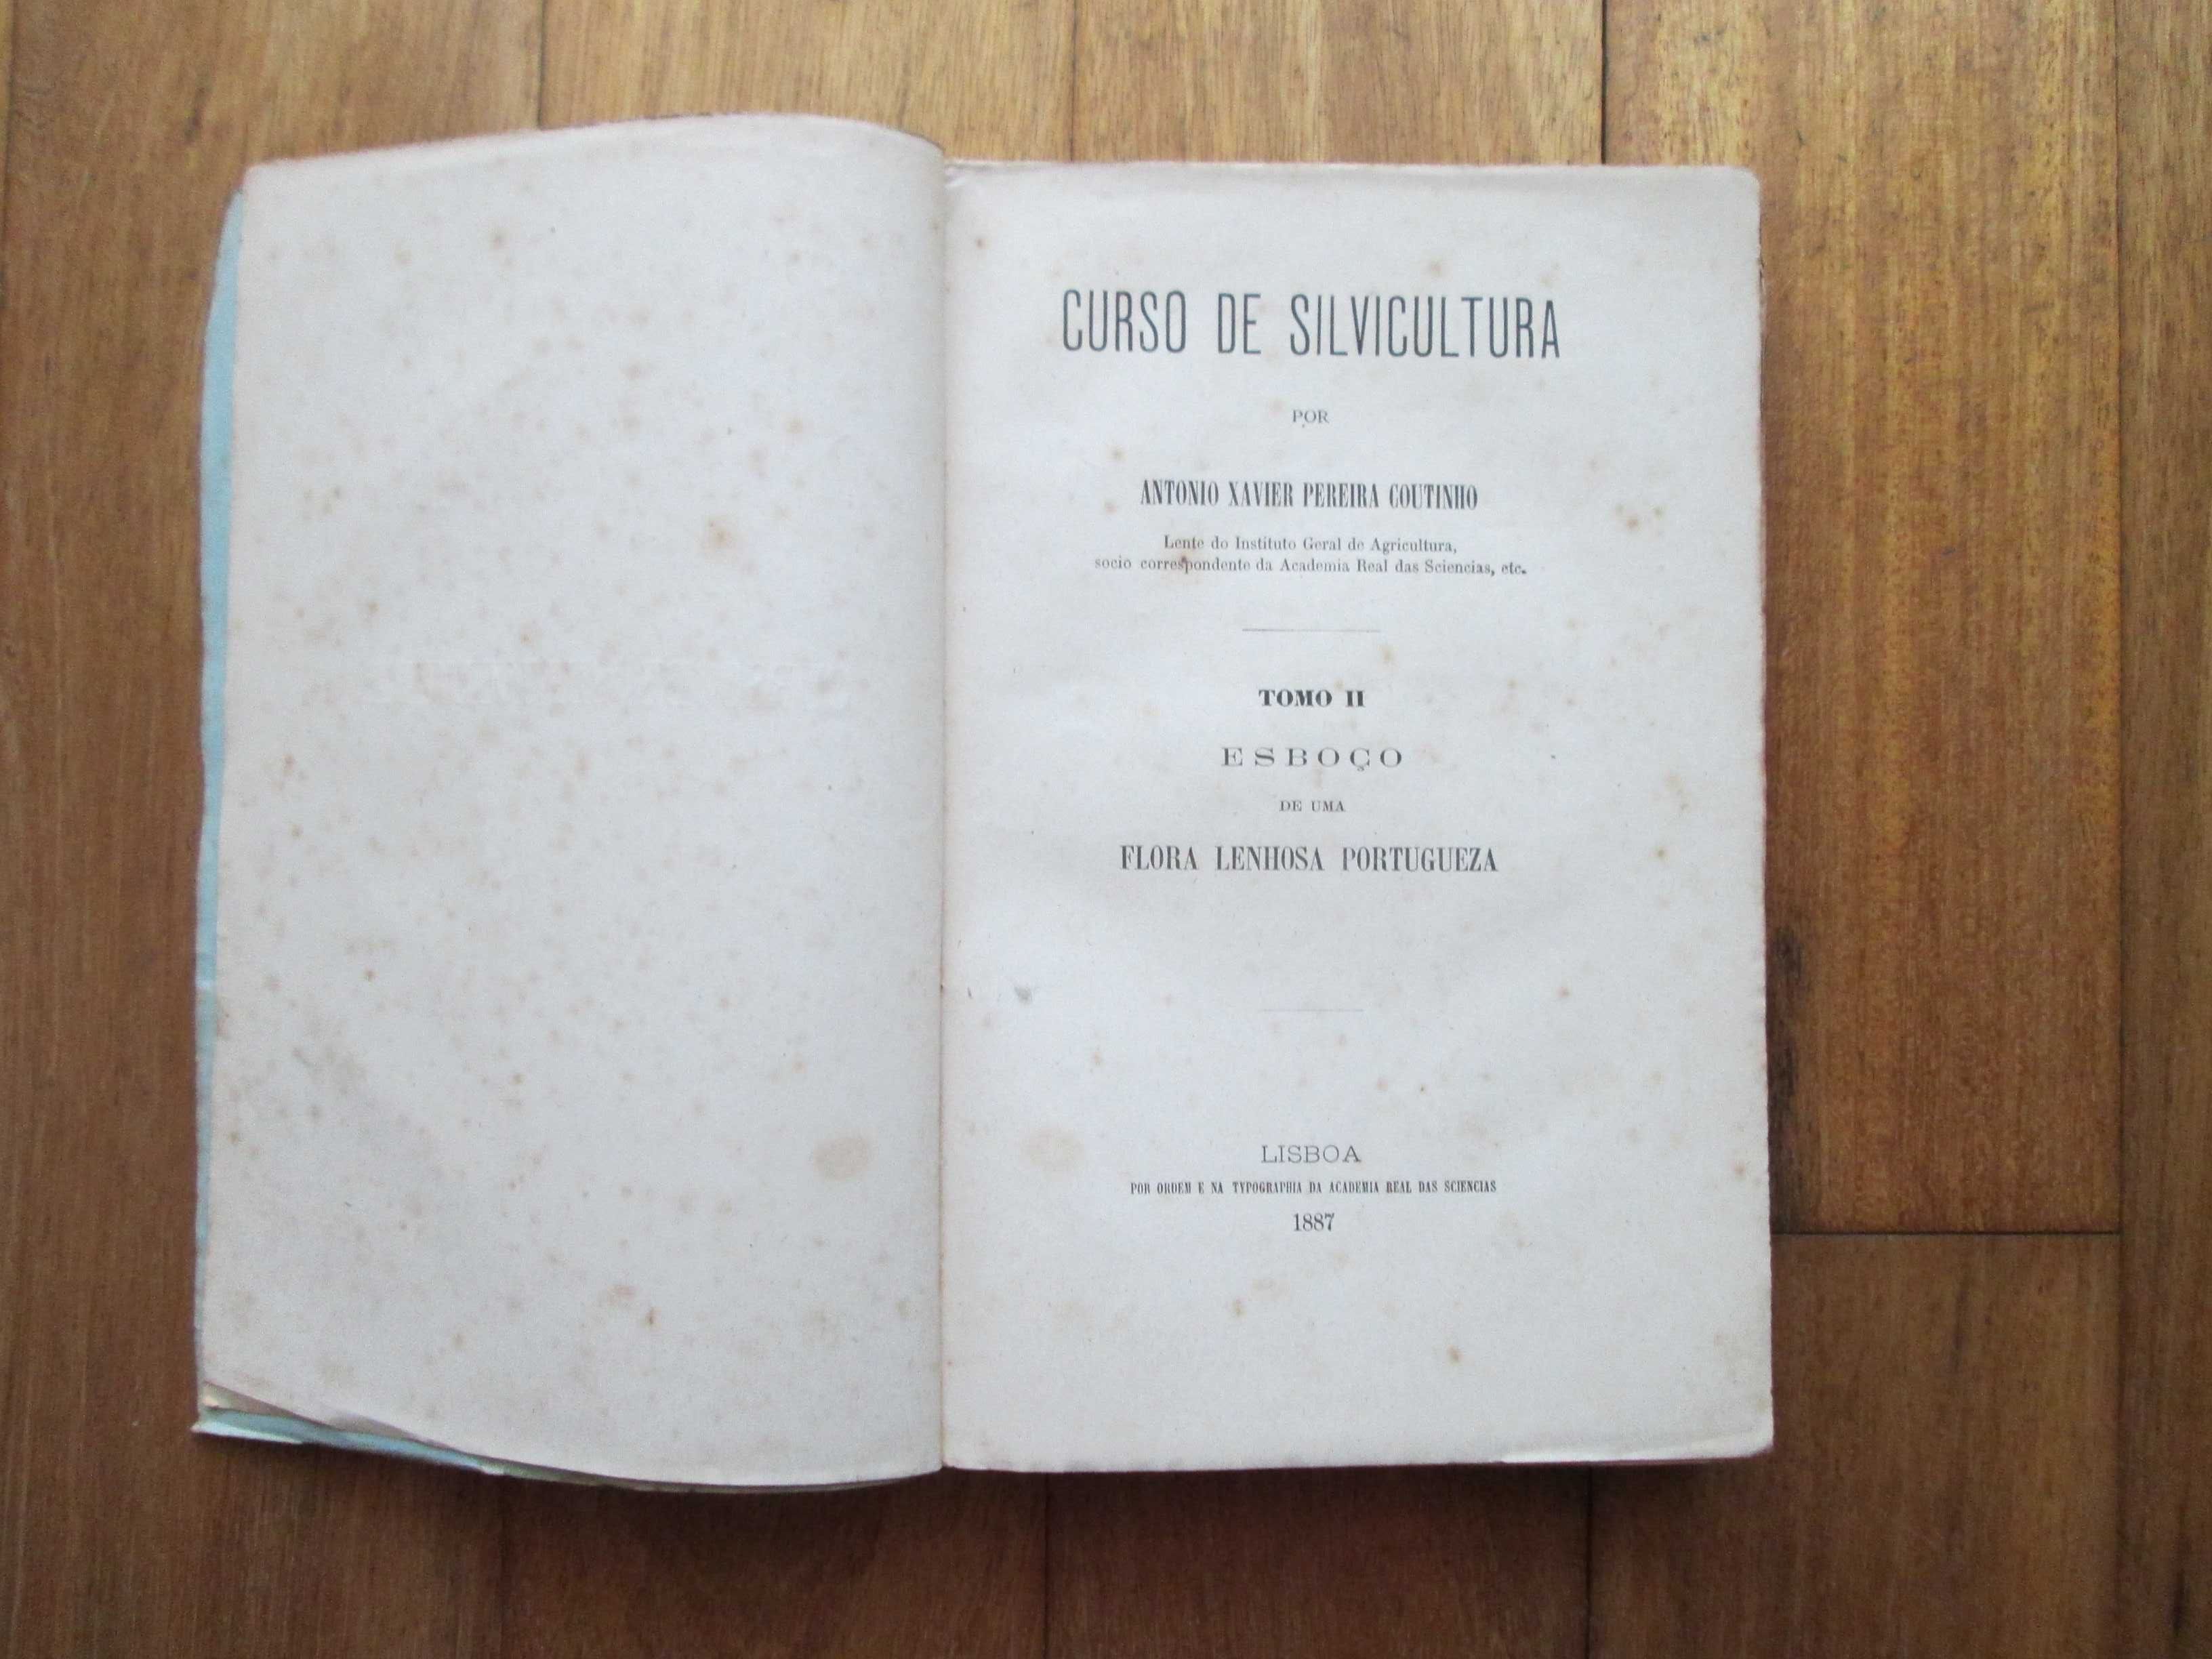 CURSO DE SILVICULTURA
POR
ANTONIO XAVIER PEREIRA COUTINHO
Lente do Instituto Geral de Agricultura,
socio correspondente da Academia Real das Sciencias, etc.
TOMO II
ESBOÇO
DE UMA
FLORA LENHOSA PORTUGUEZA
LISBOA
POR ORDEM E NA TYPOGRAPHIA DA ACADEMIA REAL DAS SCIENCIAS
1887